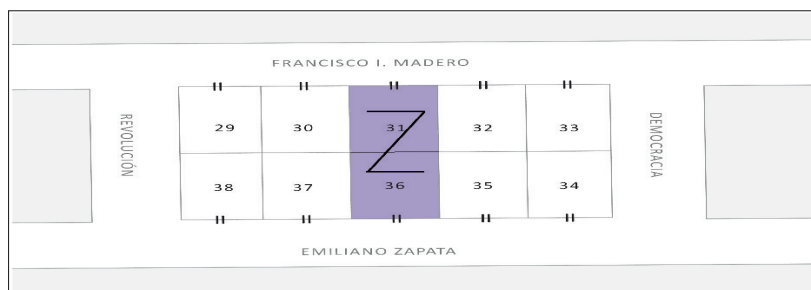 FRANCISCO I. MADERO
REVOLUCIÓN
29 30 31 32 33
DEMOCRACIA
Z
38 37 36 35 34
EMILIANO ZAPATA